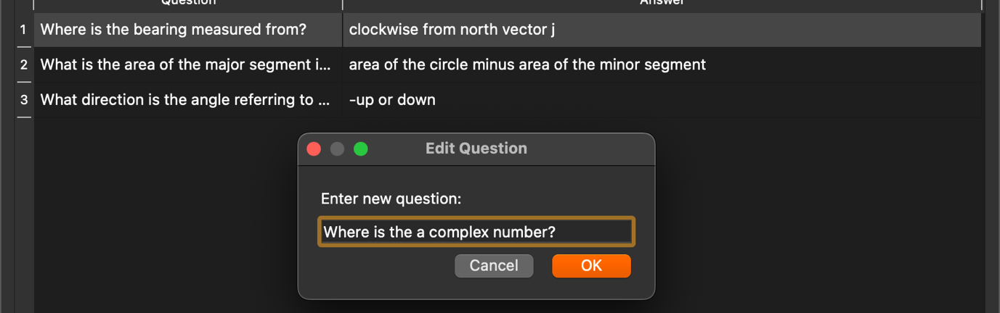 Question Answer
1 Where is the bearing measured from? clockwise from north vector j
2 What is the area of the major segment i... area of the circle minus area of the minor segment
3 What direction is the angle referring to ... -up or down
Edit Question
Enter new question:
Where is the a complex number?
Cancel OK